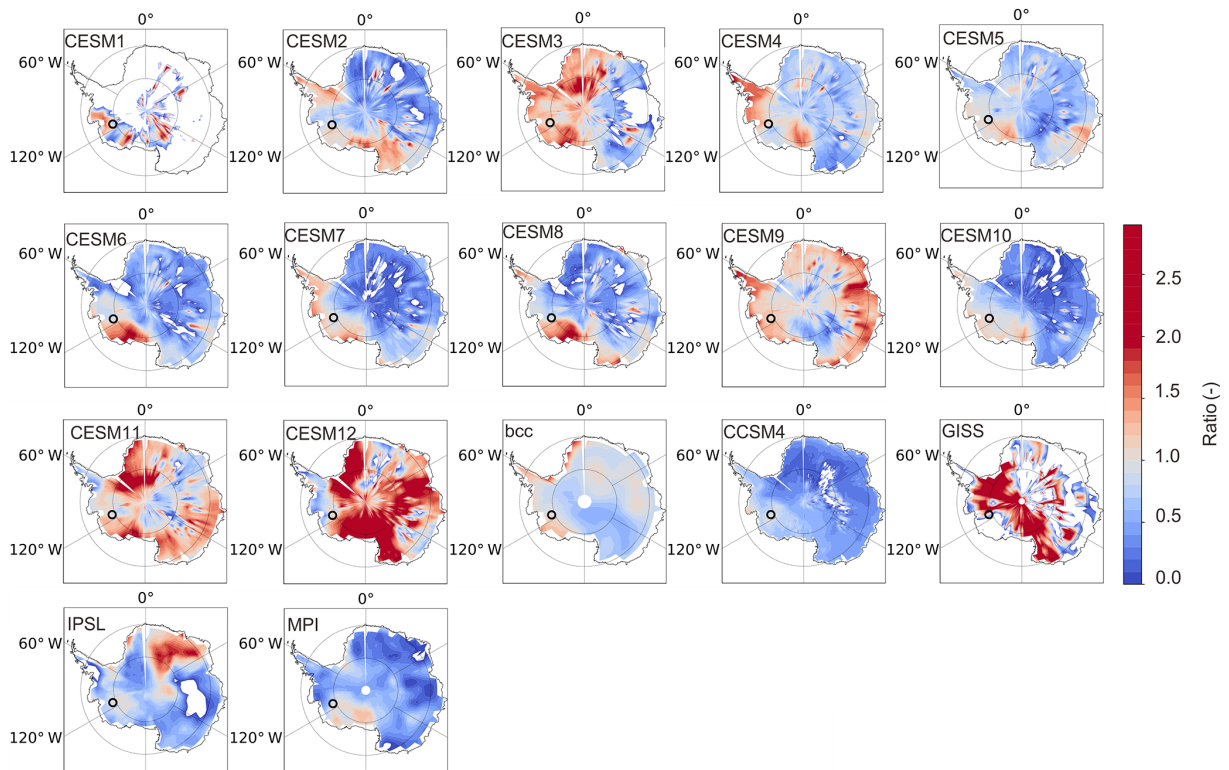 0° 0° 0° 0° 0°
CESM1 CESM2 CESM3 CESM4 CESM5
60° W 60° W 60° W 60° W 60° W
120° W 120° W 120° W 120° W 120° W
0° 0° 0° 0° 0°
CESM6 CESM7 CESM8 CESM9 CESM10
60° W 60° W 60° W 60° W 60° W
120° W 120° W 120° W 120° W 120° W
0° 0° 0° 0° 0°
CESM11 CESM12 bcc CCSM4 GISS
60° W 60° W 60° W 60° W 60° W
120° W 120° W 120° W 120° W 120° W
0° 0°
IPSL MPI
60° W 60° W
120° W 120° W
2.5
2.0
1.5
1.0
0.5
0.0
Ratio (-)